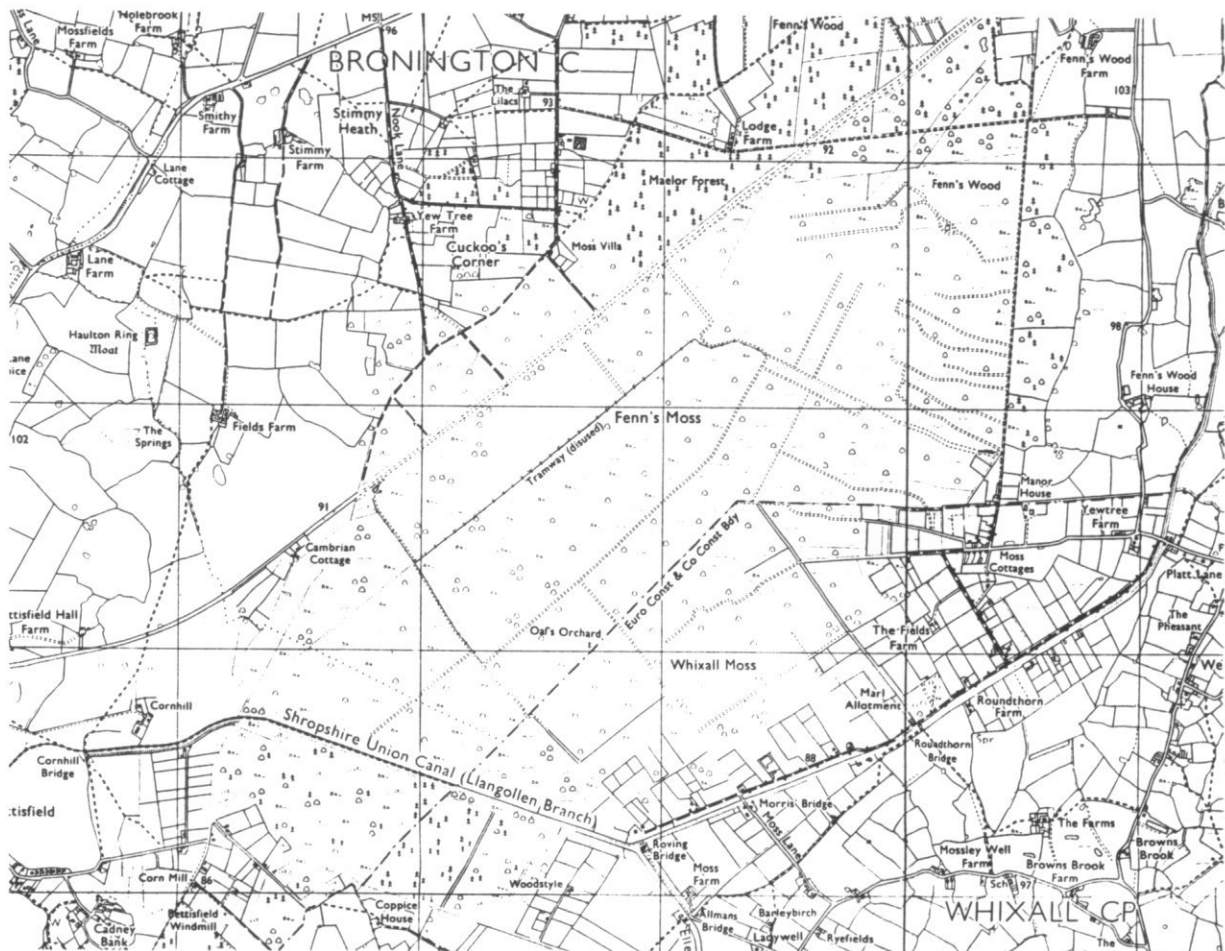 Mossfields
Farm
Holebrook
Farm
MS
96
BRONINGTON C
Fenn's Wood
Fenn's Wood
Farm
103
The
Lilacs
93
Smithy
Farm
Stimmy
Heath
Nook Lane
Stimmy
Farm
Lodge
Farm
92
Lane
Cottage
Maelor Forest
Fenn's Wood
W
Yew Tree
Farm
Cuckoo's
Corner
Moss Villa
Lane
Farm
Haulton Ring
Moat
98
Fenn's Wood
House
102
The
Springs
Fields Farm
Fenn's Moss
Tramway (disused)
Manor
House
91
Yewtree
Farm
Cambrian
Cottage
Euro Const & Co Const Bdy
Moss
Cottages
Platt Lane
ttisfield Hall
Farm
Oaf's Orchard
The Fields
Farm
The
Pheasant
Whixall Moss
We
Marl
Allotment
Roundthorn
Farm
Cornhill
Shropshire Union Canal (Llangollen Branch)
Spr
Roundthorn
Bridge
Cornhill
Bridge
88
ttisfield
Morris' Bridge
The Farms
Moss Lane
Roving
Bridge
Mossley Well
Farm
Browns
Brook
Corn Mill
86
Moss
Farm
Sch
97
Browns Brook
Farm
Woodstyle
W
Cadney
Bank
Bettisfield
Windmill
Coppice
House
Allmans
Bridge
Barleybirch
Ladywell
Ryefields
WHIXALL CP
The